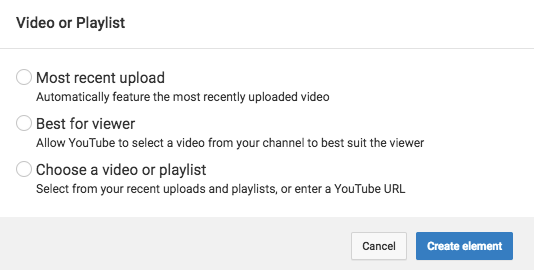 Video or Playlist
Most recent upload
Automatically feature the most recently uploaded video
Best for viewer
Allow YouTube to select a video from your channel to best suit the viewer
Choose a video or playlist
Select from your recent uploads and playlists, or enter a YouTube URL
Cancel
Create element